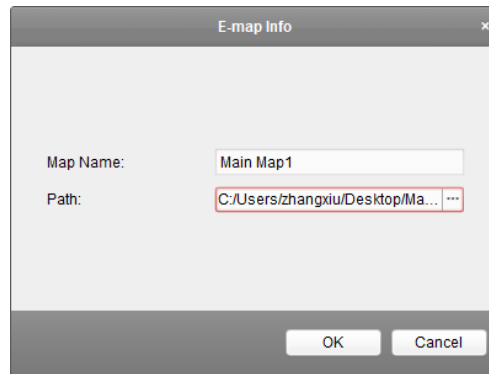 E-map Info ×
Map Name: Main Map1
Path: C:/Users/zhangxiu/Desktop/Ma... ...
OK Cancel